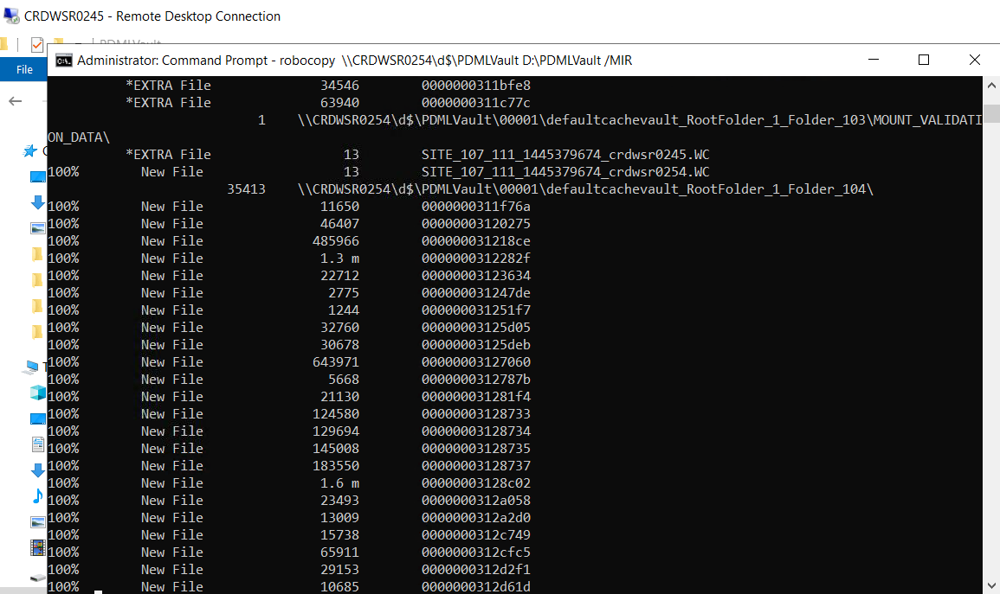 CRDWSR0245 - Remote Desktop Connection
PDMLVault
File
Administrator: Command Prompt - robocopy \\CRDWSR0254\d$\PDMLVault D:\PDMLVault /MIR
*EXTRA File 34546 0000000311bfe8
*EXTRA File 63940 0000000311c77c
1 \\CRDWSR0254\d$\PDMLVault\00001\defaultcachevault_RootFolder_1_Folder_103\MOUNT_VALIDATI
ON_DATA\
*EXTRA File 13 SITE_107_111_1445379674_crdwsr0245.WC
100% New File 13 SITE_107_111_1445379674_crdwsr0254.WC
35413 \\CRDWSR0254\d$\PDMLVault\00001\defaultcachevault_RootFolder_1_Folder_104\
100% New File 11650 0000000311f76a
100% New File 46407 00000003120275
100% New File 485966 000000031218ce
100% New File 1.3 m 0000000312282f
100% New File 22712 00000003123634
100% New File 2775 000000031247de
100% New File 1244 000000031251f7
100% New File 32760 00000003125d05
100% New File 30678 00000003125deb
100% New File 643971 00000003127060
100% New File 5668 0000000312787b
100% New File 21130 000000031281f4
100% New File 124580 00000003128733
100% New File 129694 00000003128734
100% New File 145008 00000003128735
100% New File 183550 00000003128737
100% New File 1.6 m 00000003128c02
100% New File 23493 0000000312a058
100% New File 13009 0000000312a2d0
100% New File 15738 0000000312c749
100% New File 65911 0000000312cfc5
100% New File 29153 0000000312d2f1
100% New File 10685 0000000312d61d